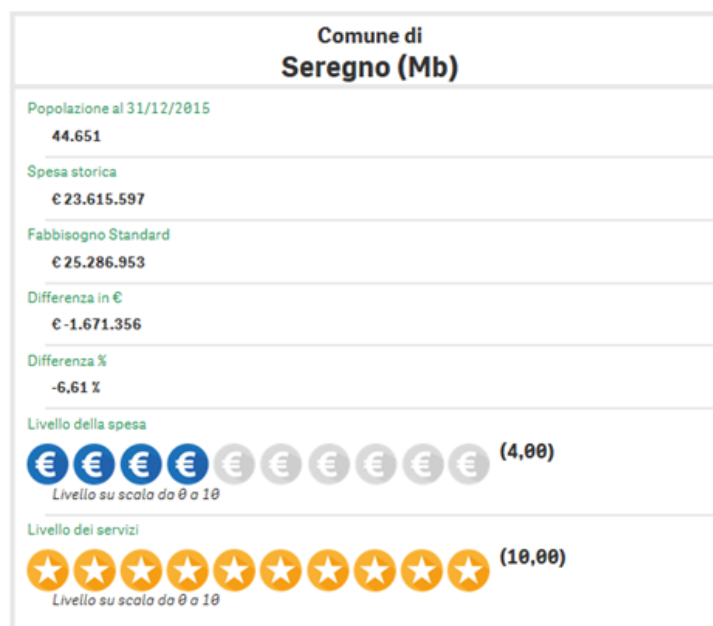 Comune di
Seregno (Mb)
Popolazione al 31/12/2015
44.651
Spesa storica
€ 23.615.597
Fabbisogno Standard
€ 25.286.953
Differenza in €
€ -1.671.356
Differenza %
-6,61 %
Livello della spesa
€ € € € € € € € € € (4,00)
Livello su scala da 0 a 10
Livello dei servizi
(10,00)
Livello su scala da 0 a 10